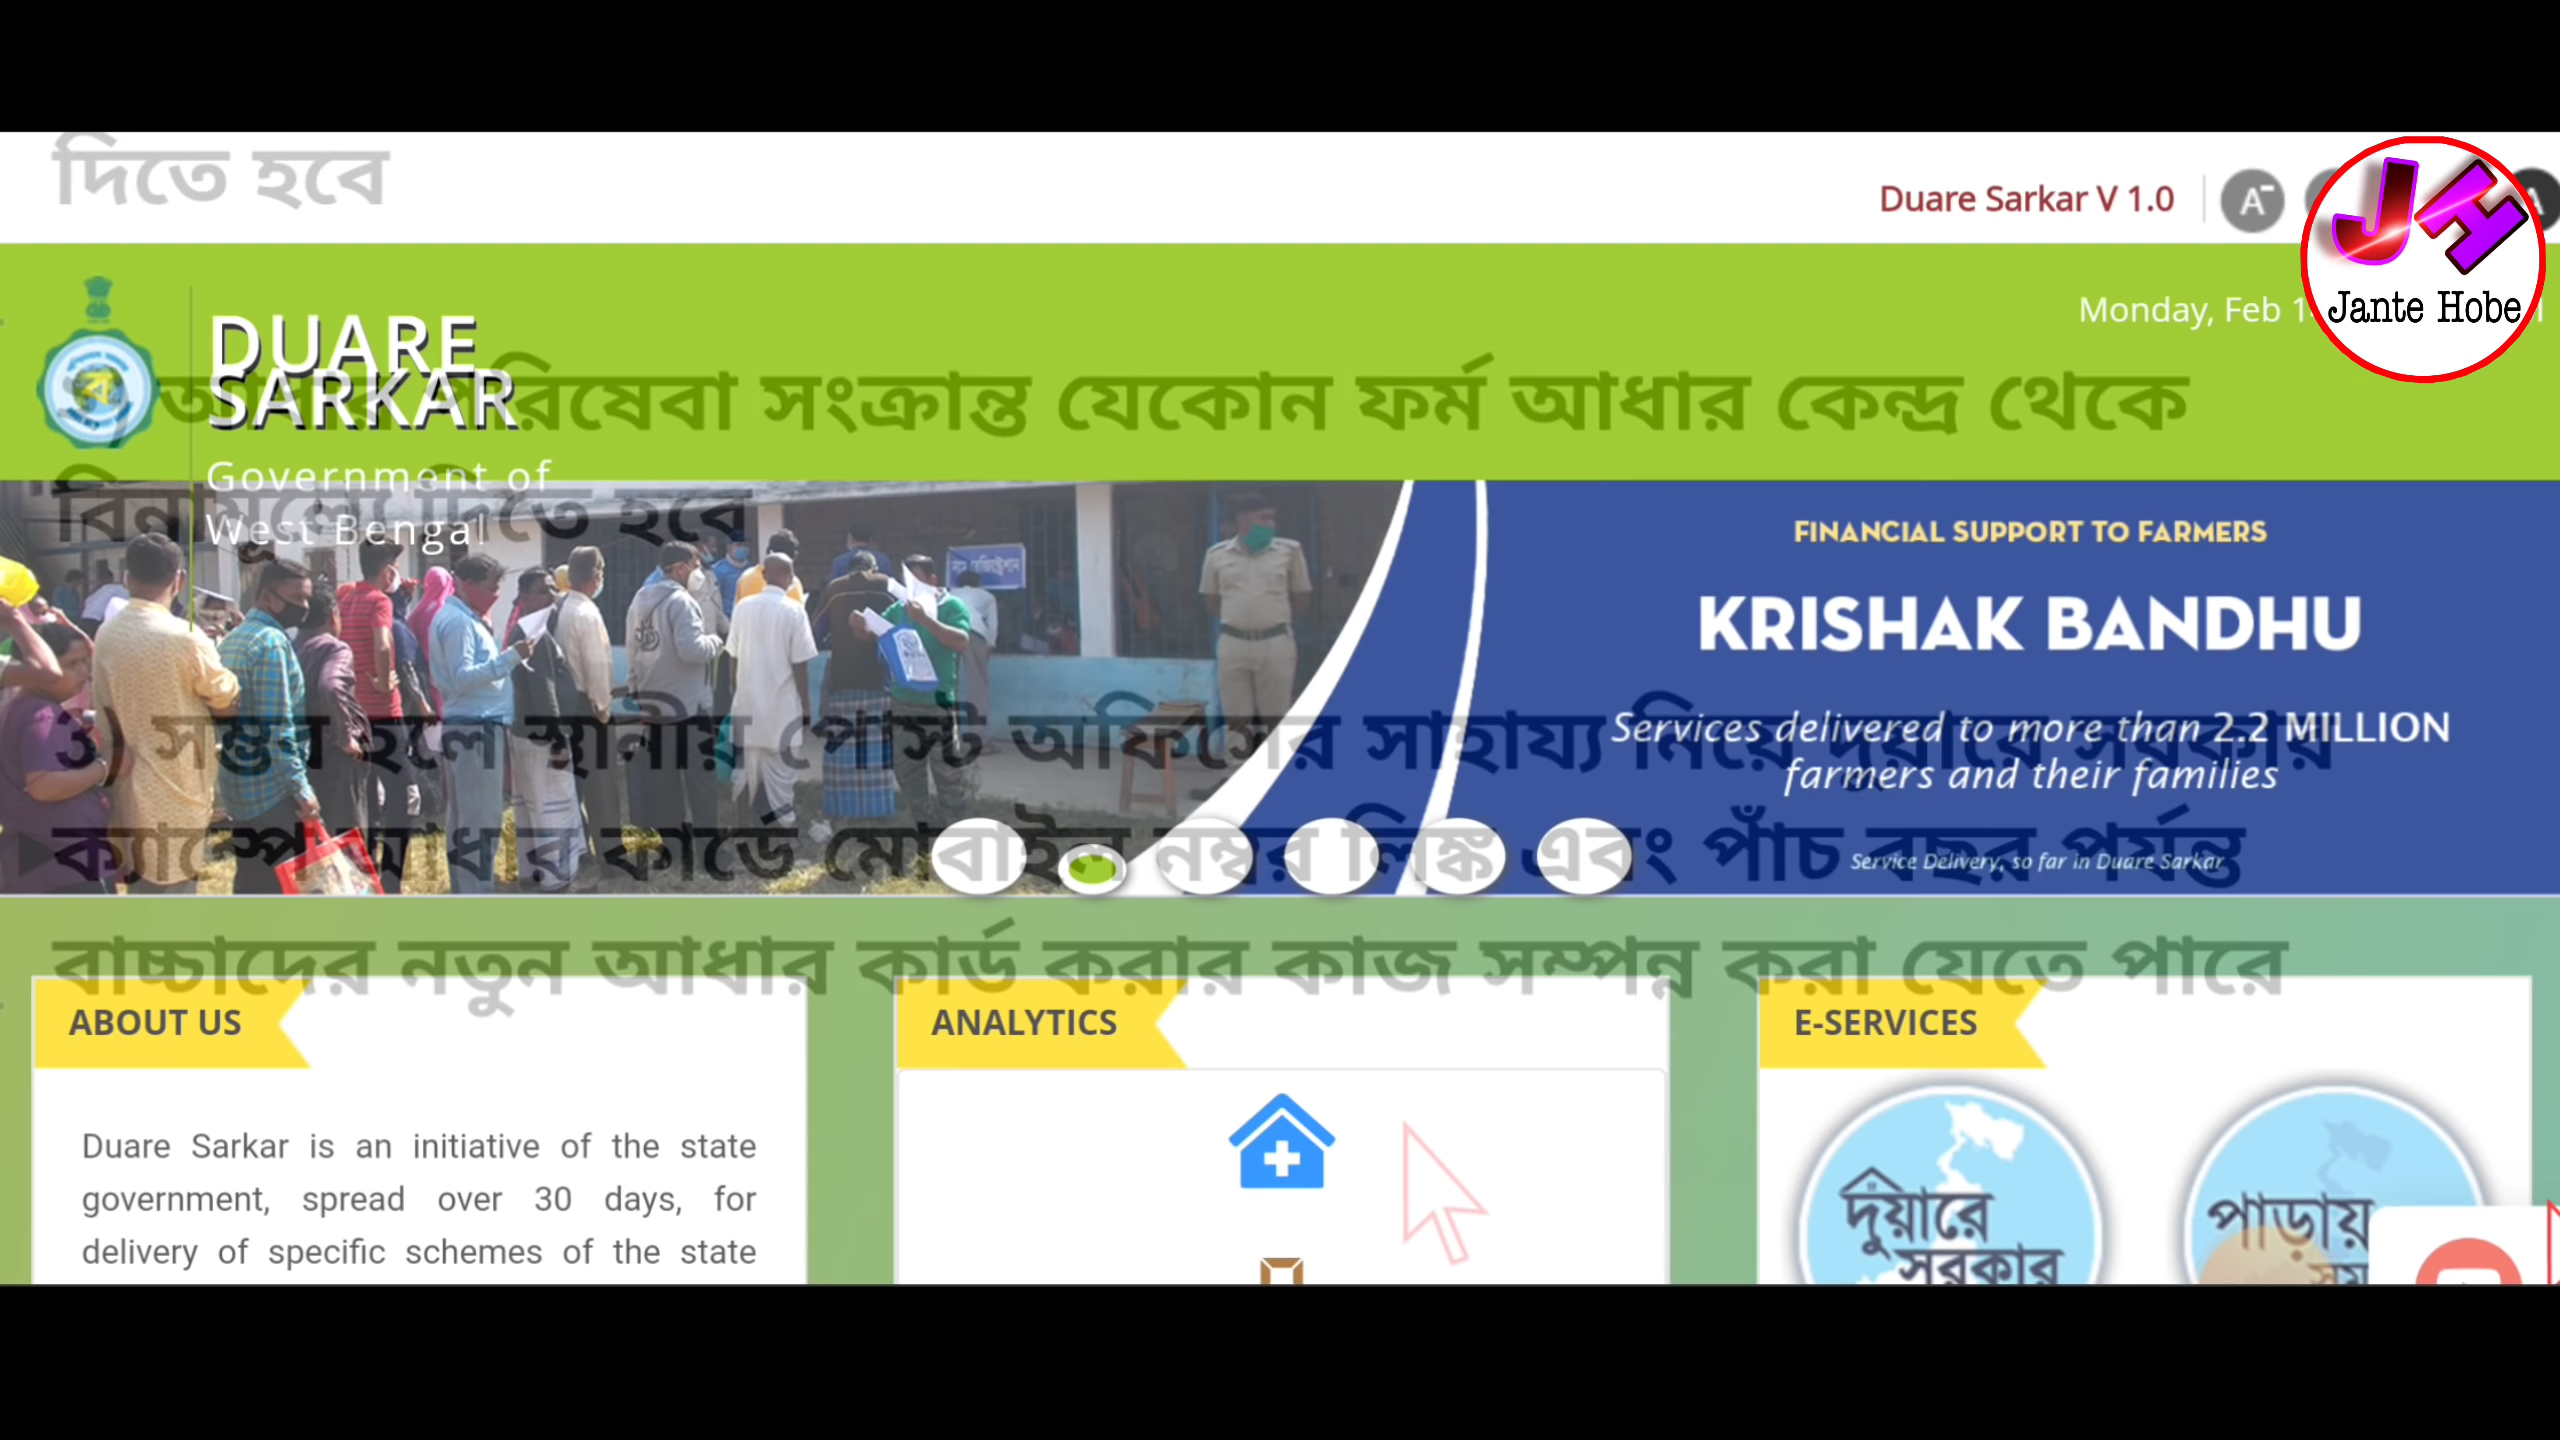 দিতে হবে
Duare Sarkar V 1.0
A-
A
JH
Jante Hobe
Monday, Feb
DUARE
SARKAR
পরিষেবা সংক্রান্ত যেকোন ফর্ম আধার কেন্দ্র থেকে
Government of
West Bengal
বিনামূল্যে দিতে হবে
FINANCIAL SUPPORT TO FARMERS
KRISHAK BANDHU
Services delivered to more than 2.2 MILLION
farmers and their families
Service Delivery, so far in Duare Sarkar
3) সম্ভব হলে স্থানীয় পোস্ট অফিসের সাহায্য নিয়ে দুয়ারে সরকার
ক্যাম্পে আধার কার্ডে মোবাইল নম্বর লিঙ্ক এবং পাঁচ বছর পর্যন্ত
বাচ্চাদের নতুন আধার কার্ড করার কাজ সম্পন্ন করা যেতে পারে
ABOUT US
ANALYTICS
E-SERVICES
Duare Sarkar is an initiative of the state
government, spread over 30 days, for
delivery of specific schemes of the state
দুয়ারে
সরকার
পাড়ায়